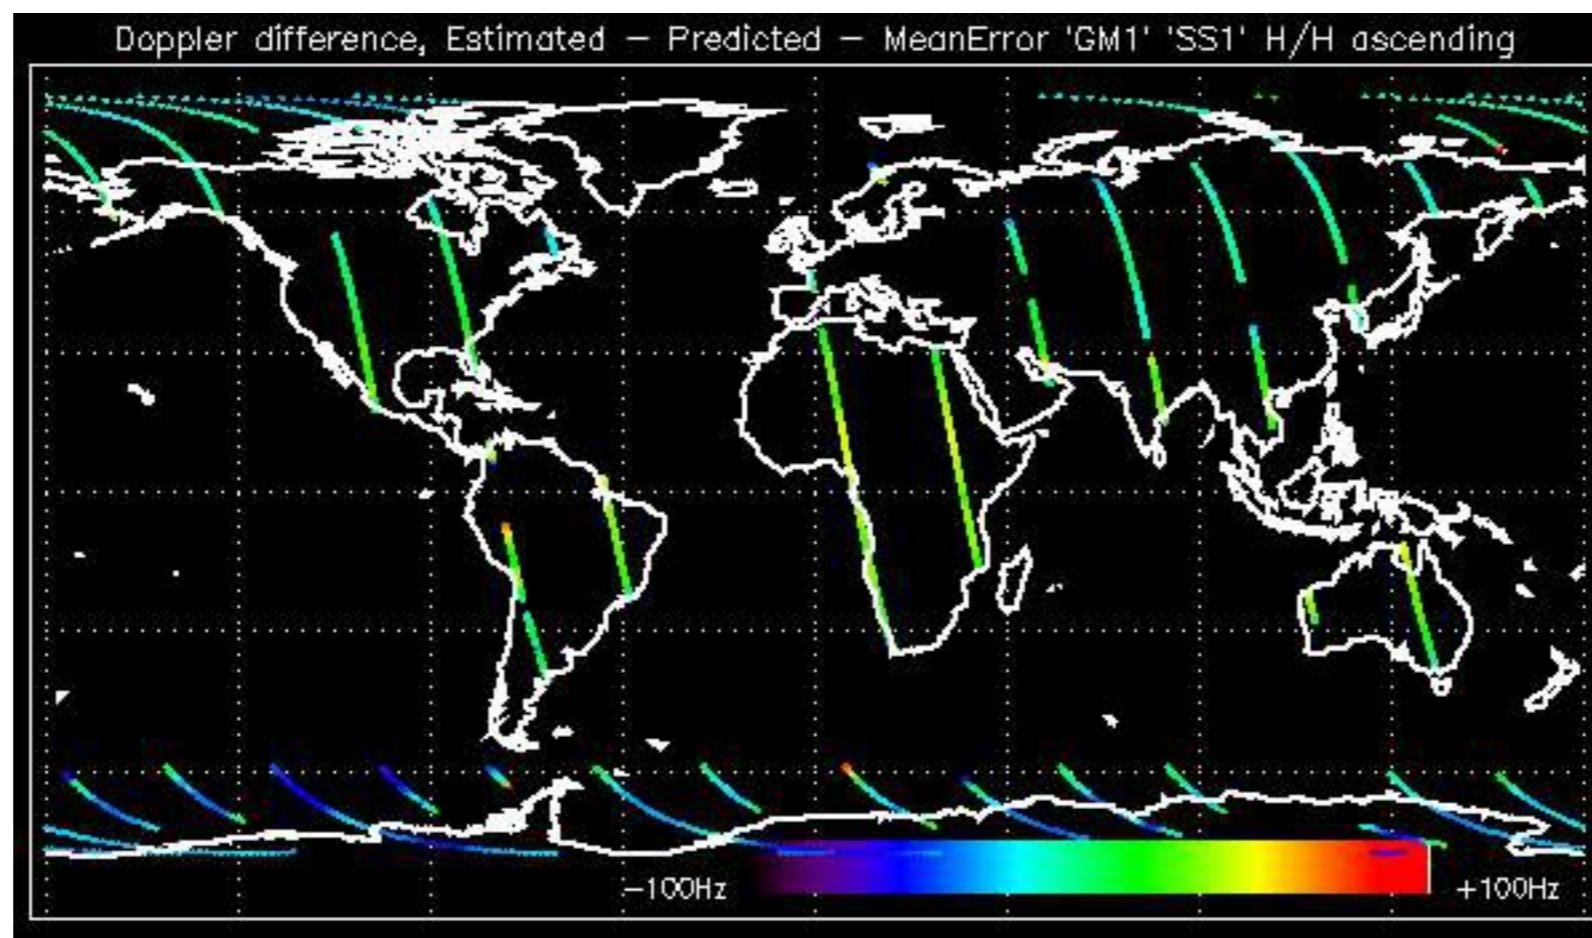 Doppler difference, Estimated – Predicted – MeanError 'GM1' 'SS1' H/H ascending
-100Hz
+100Hz